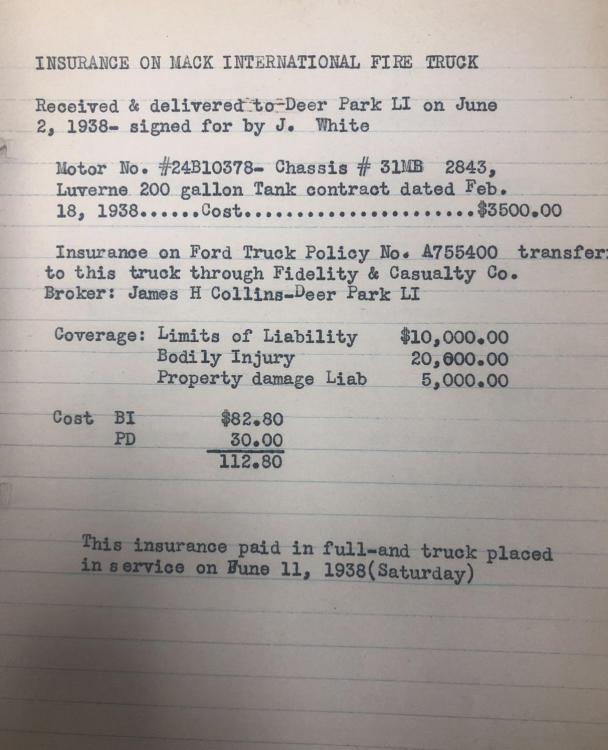 INSURANCE ON MACK INTERNATIONAL FIRE TRUCK
Received & delivered to Deer Park LI on June
2, 1938- signed for by J. White
Motor No. #24B10378- Chassis # 31MB 2843,
Luverne 200 gallon Tank contract dated Feb.
18, 1938......Cost.......................$3500.00
Insurance on Ford Truck Policy No. A755400 transfer
to this truck through Fidelity & Casualty Co.
Broker: James H Collins-Deer Park LI
Coverage: Limits of Liability $10,000.00
Bodily Injury 20,000.00
Property damage Liab 5,000.00
Cost BI $82.80
PD 30.00
112.80
This insurance paid in full-and truck placed
in service on June 11, 1938(Saturday)